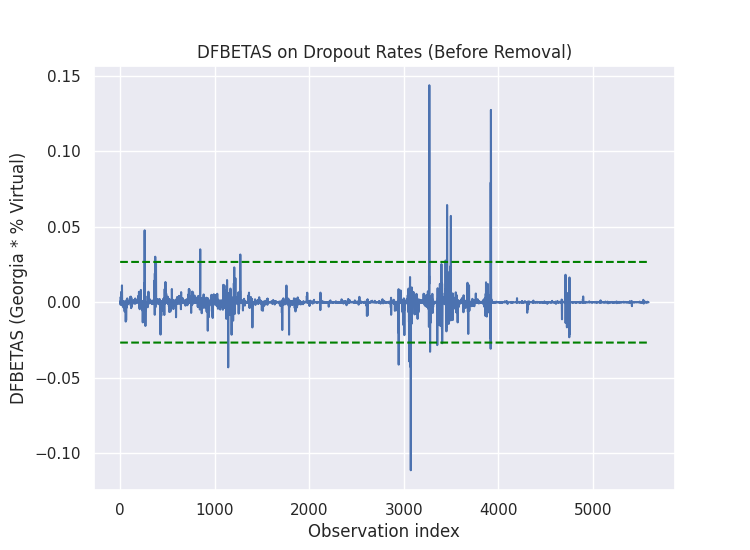 DFBETAS on Dropout Rates (Before Removal)
DFBETAS (Georgia * % Virtual)
0.15
0.10
0.05
0.00
−0.05
−0.10
0 1000 2000 3000 4000 5000
Observation index